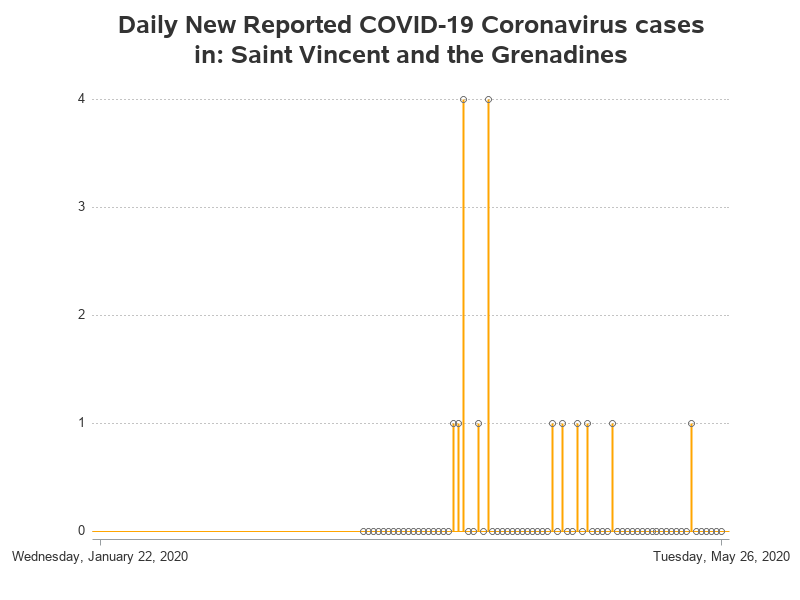 Daily New Reported COVID-19 Coronavirus cases
in: Saint Vincent and the Grenadines
4
3
2
1
0
Wednesday, January 22, 2020 Tuesday, May 26, 2020